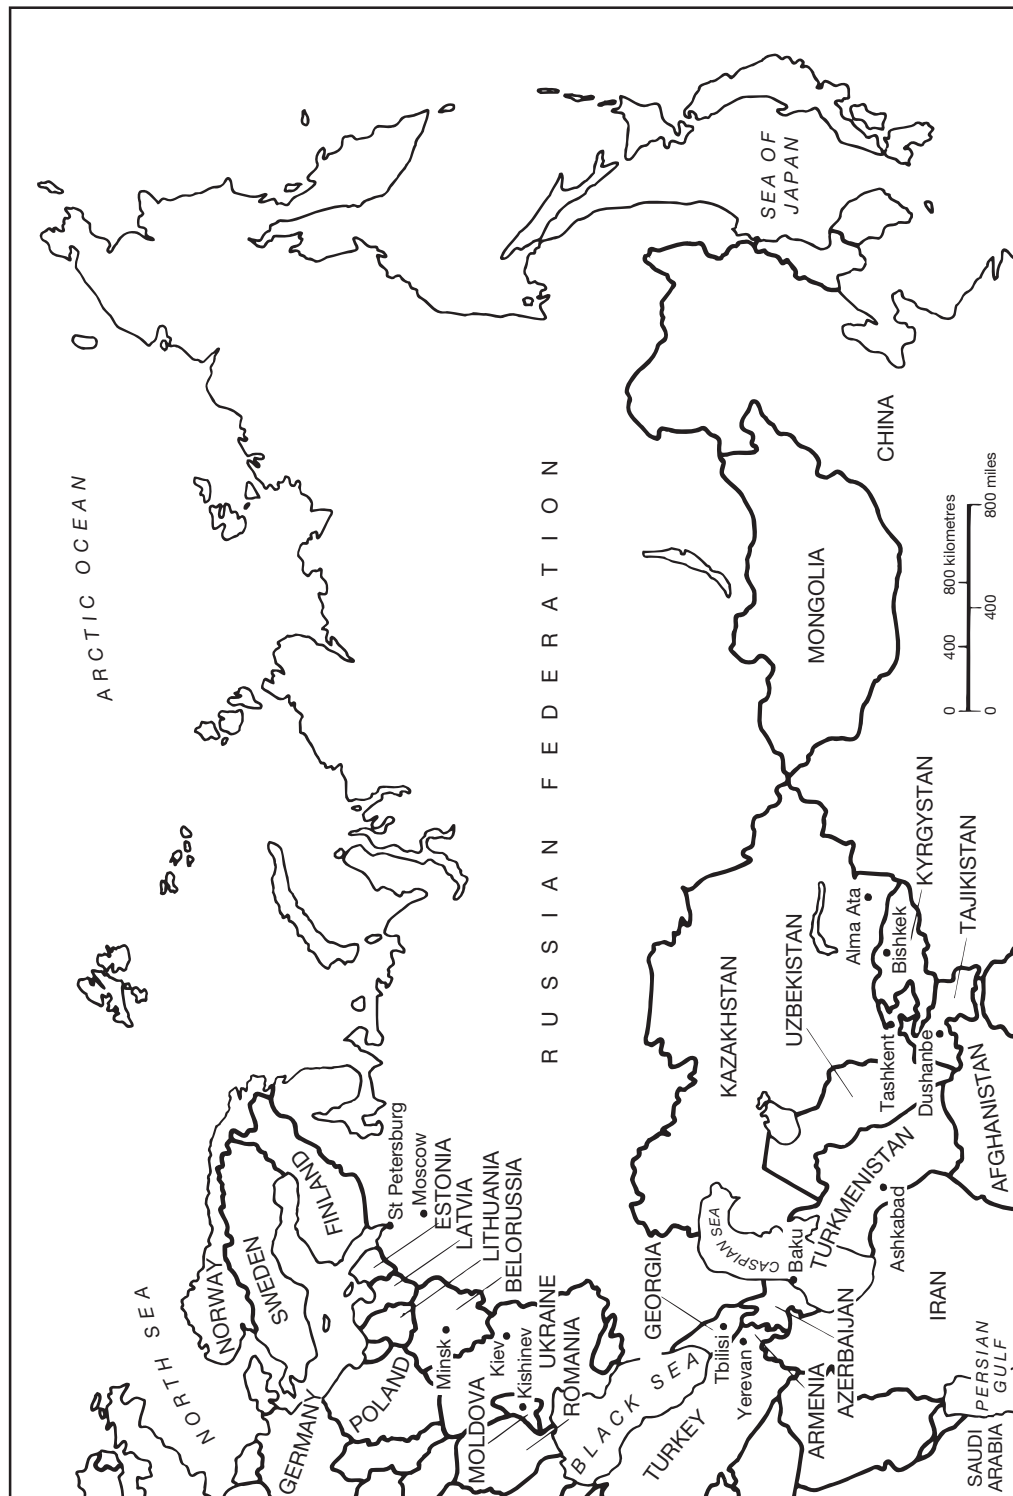 ARCTIC OCEAN
RUSSIAN FEDERATION
SEA OF
JAPAN
NORTH SEA
NORWAY
SWEDEN
FINLAND
St Petersburg
Moscow
ESTONIA
LATVIA
LITHUANIA
BELORUSSIA
GERMANY
POLAND
Minsk
Kiev
UKRAINE
Kishinev
MOLDOVA
ROMANIA
BLACK SEA
TURKEY
GEORGIA
Tbilisi
Yerevan
ARMENIA
AZERBAIJAN
Baku
CASPIAN SEA
KAZAKHSTAN
UZBEKISTAN
Alma Ata
Bishkek
KYRGYSTAN
TAJIKISTAN
Tashkent
Dushanbe
TURKMENISTAN
Ashkabad
AFGHANISTAN
IRAN
PERSIAN
GULF
SAUDI
ARABIA
MONGOLIA
CHINA
0 400 800 kilometres
0 400 800 miles